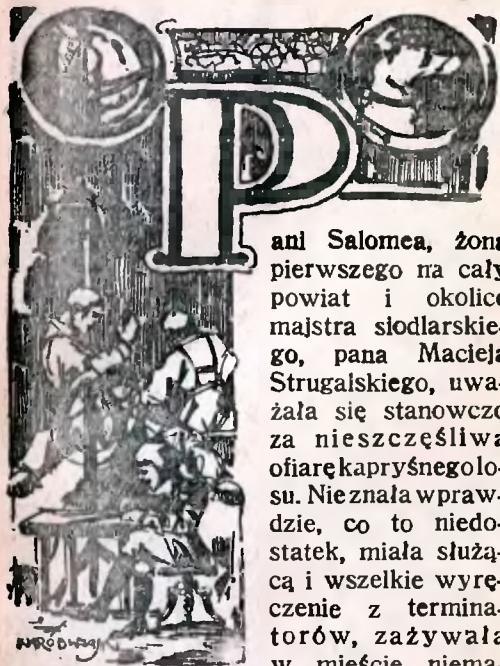 P
ani Salomea, żona
pierwszego na cały
powiat i okolice
majstra siodlarskie-
go, pana Macieja
Strugalskiego, uwa-
żała się stanowczo
za nieszczęśliwą
ofiarę kapryśnego lo-
su. Nie znała wpraw-
dzie, co to niedo-
statek, miała służą-
cą i wszelkie wyrę-
czenie z termina-
torów, zażywała
w mieście niema-